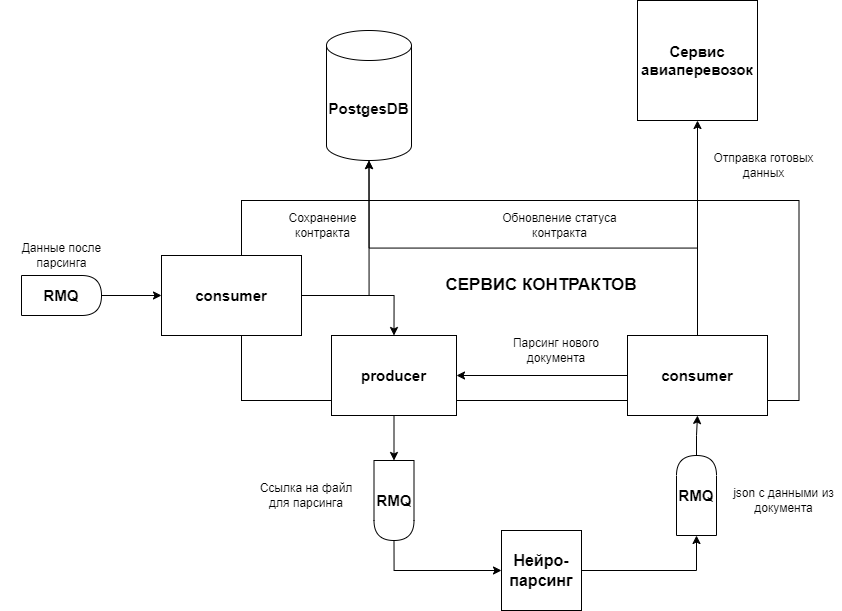 Сервис
авиаперевозок
PostgesDB
Отправка готовых
данных
Сохранение
контракта
Обновление статуса
контракта
Данные после
парсинга
RMQ
consumer
СЕРВИС КОНТРАКТОВ
Парсинг нового
документа
producer
consumer
Ссылка на файл
для парсинга
RMQ
RMQ
json с данными из
документа
Нейро-
парсинг